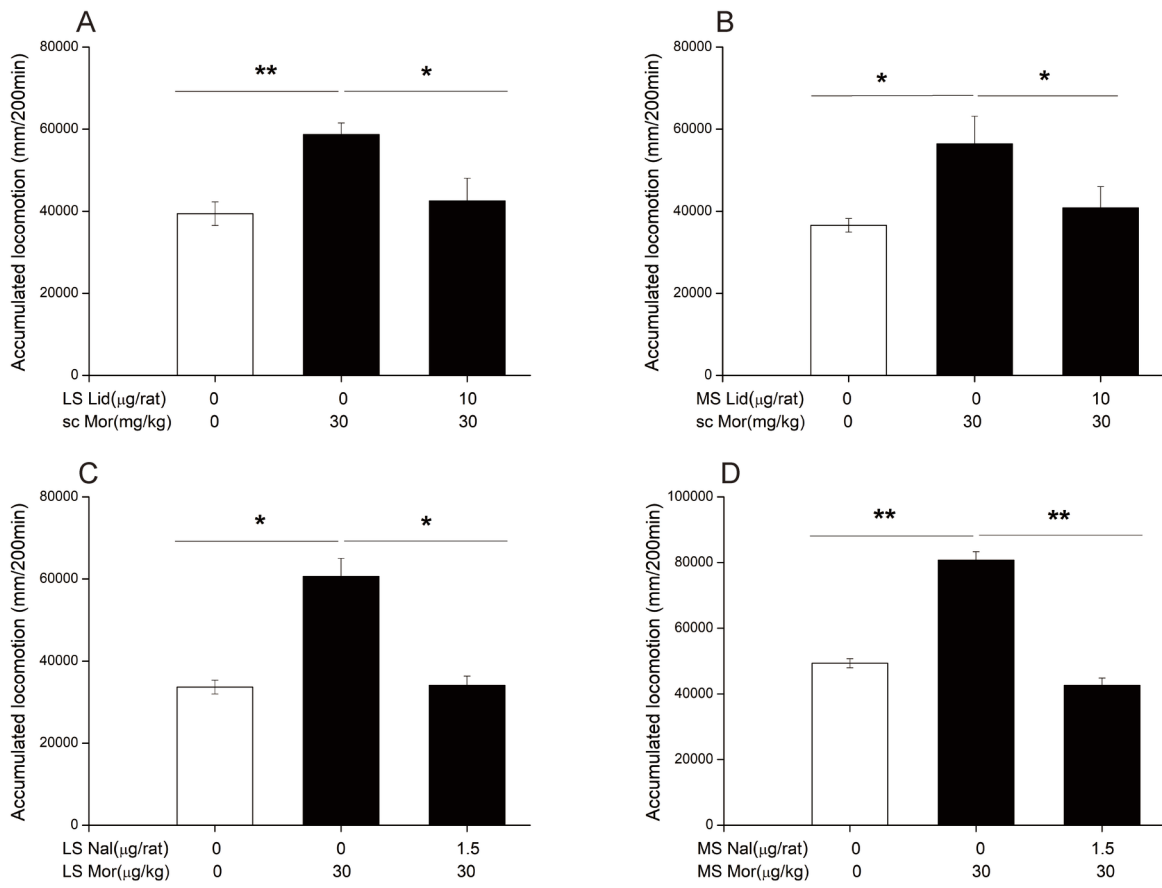 A
Accumulated locomotion (mm/200min)
80000
60000
40000
20000
0
**
*
LS Lid(μg/rat) 0 0 10
sc Mor(mg/kg) 0 30 30
B
Accumulated locomotion (mm/200min)
80000
60000
40000
20000
0
*
*
MS Lid(μg/rat) 0 0 10
sc Mor(mg/kg) 0 30 30
C
Accumulated locomotion (mm/200min)
80000
60000
40000
20000
0
*
*
LS Nal(μg/rat) 0 0 1.5
LS Mor(μg/kg) 0 30 30
D
Accumulated locomotion (mm/200min)
100000
80000
60000
40000
20000
0
**
**
MS Nal(μg/rat) 0 0 1.5
MS Mor(μg/kg) 0 30 30